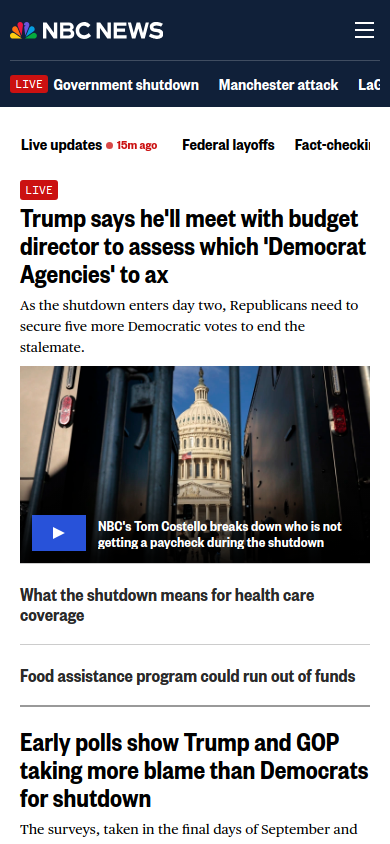 NBC NEWS
LIVE Government shutdown Manchester attack LaG
Live updates 15m ago Federal layoffs Fact-checkin
LIVE
Trump says he'll meet with budget
director to assess which 'Democrat
Agencies' to ax
As the shutdown enters day two, Republicans need to
secure five more Democratic votes to end the
stalemate.
NBC's Tom Costello breaks down who is not
getting a paycheck during the shutdown
What the shutdown means for health care
coverage
Food assistance program could run out of funds
Early polls show Trump and GOP
taking more blame than Democrats
for shutdown
The surveys, taken in the final days of September and